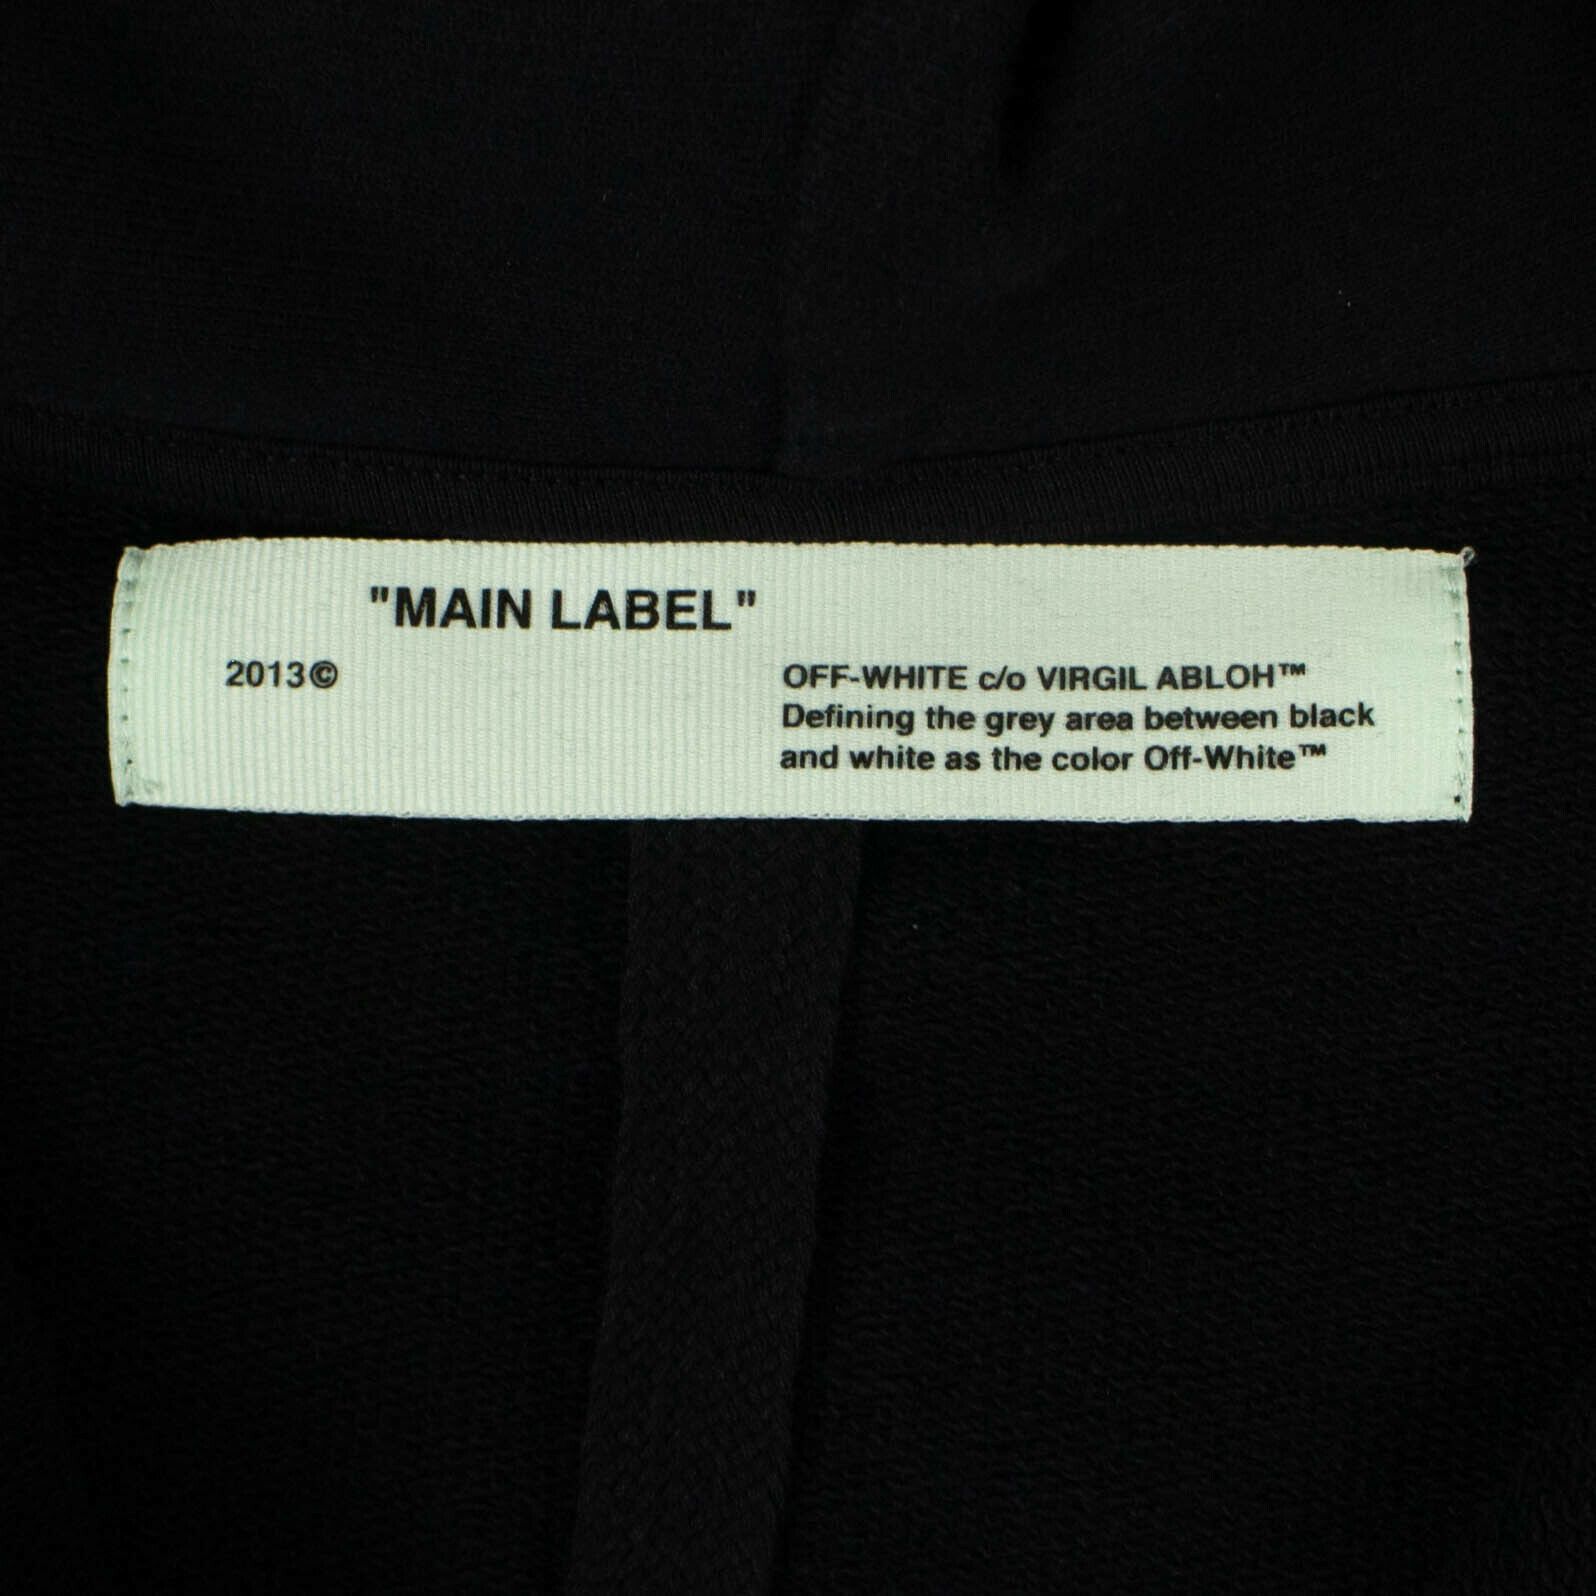 "MAIN LABEL"
2013©
OFF-WHITE c/o VIRGIL ABLOH™
Defining the grey area between black
and white as the color Off-White™